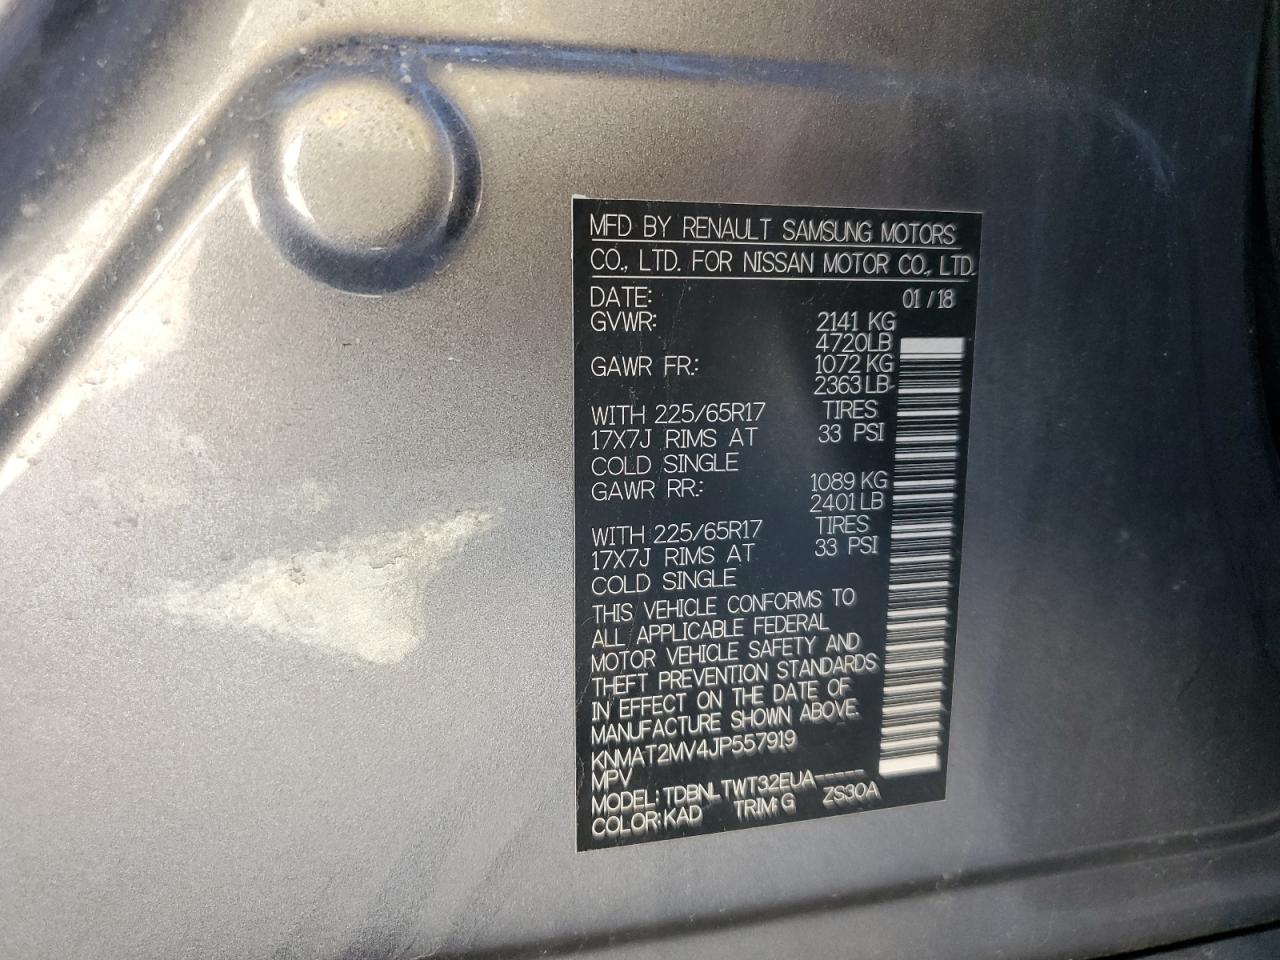 MFD BY RENAULT SAMSUNG MOTORS
CO., LTD. FOR NISSAN MOTOR CO., LTD.
DATE: 01 / 18
GVWR: 2141 KG
4720LB
GAWR FR.: 1072 KG
2363 LB
WITH 225/65R17 TIRES
17X7J RIMS AT 33 PSI
COLD SINGLE
GAWR RR.: 1089 KG
2401 LB
WITH 225/65R17 TIRES
17X7J RIMS AT 33 PSI
COLD SINGLE
THIS VEHICLE CONFORMS TO
ALL APPLICABLE FEDERAL
MOTOR VEHICLE SAFETY AND
THEFT PREVENTION STANDARDS
IN EFFECT ON THE DATE OF
MANUFACTURE SHOWN ABOVE.
KNMAT2MV4JP557919
MPV
MODEL: TDBNLTWT32EUA-----
COLOR: KAD TRIM: G ZS30A